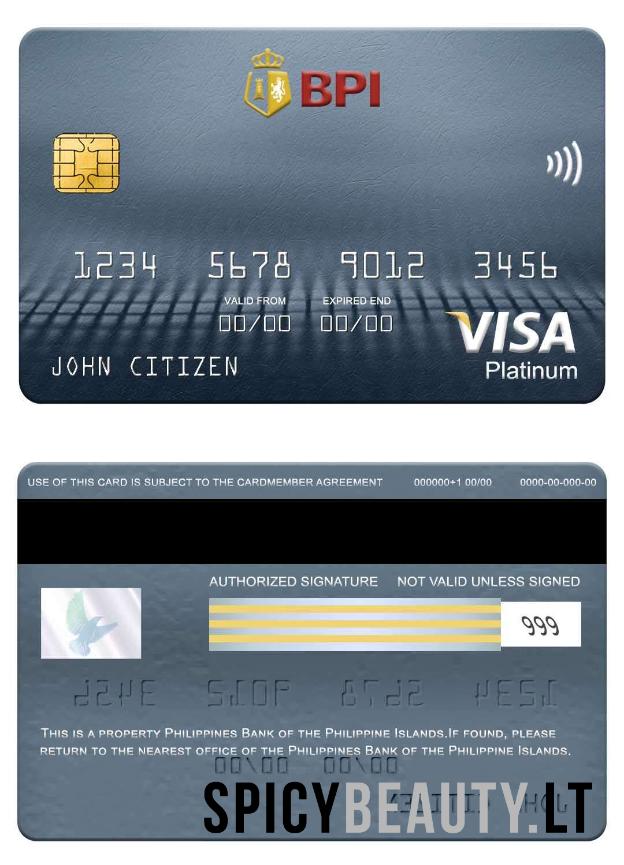 BPI
1234 5678 9012 3456
VALID FROM EXPIRED END
00/00 00/00
VISA
JOHN CITIZEN
Platinum
USE OF THIS CARD IS SUBJECT TO THE CARDMEMBER AGREEMENT 000000+1 00/00 0000-00-000-00
AUTHORIZED SIGNATURE NOT VALID UNLESS SIGNED
999
THIS IS A PROPERTY PHILIPPINES BANK OF THE PHILIPPINE ISLANDS.IF FOUND, PLEASE
RETURN TO THE NEAREST OFFICE OF THE PHILIPPINES BANK OF THE PHILIPPINE ISLANDS.
SPICYBEAUTY.LT